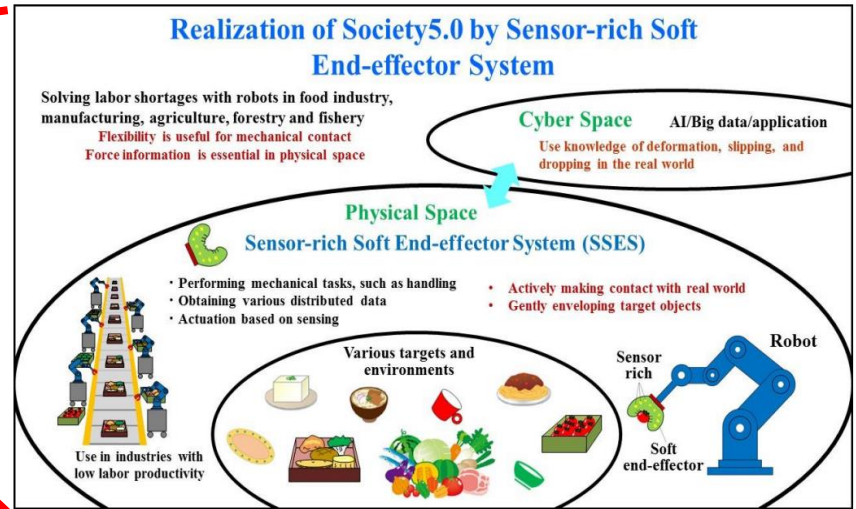 Realization of Society5.0 by Sensor-rich Soft
End-effector System
Solving labor shortages with robots in food industry,
manufacturing, agriculture, forestry and fishery
Flexibility is useful for mechanical contact
Force information is essential in physical space
Cyber Space AI/Big data/application
Use knowledge of deformation, slipping, and
dropping in the real world
Physical Space
Sensor-rich Soft End-effector System (SSES)
・Performing mechanical tasks, such as handling
・Obtaining various distributed data
・Actuation based on sensing
• Actively making contact with real world
• Gently enveloping target objects
Various targets and
environments
Use in industries with
low labor productivity
Robot
Sensor
rich
Soft
end-effector